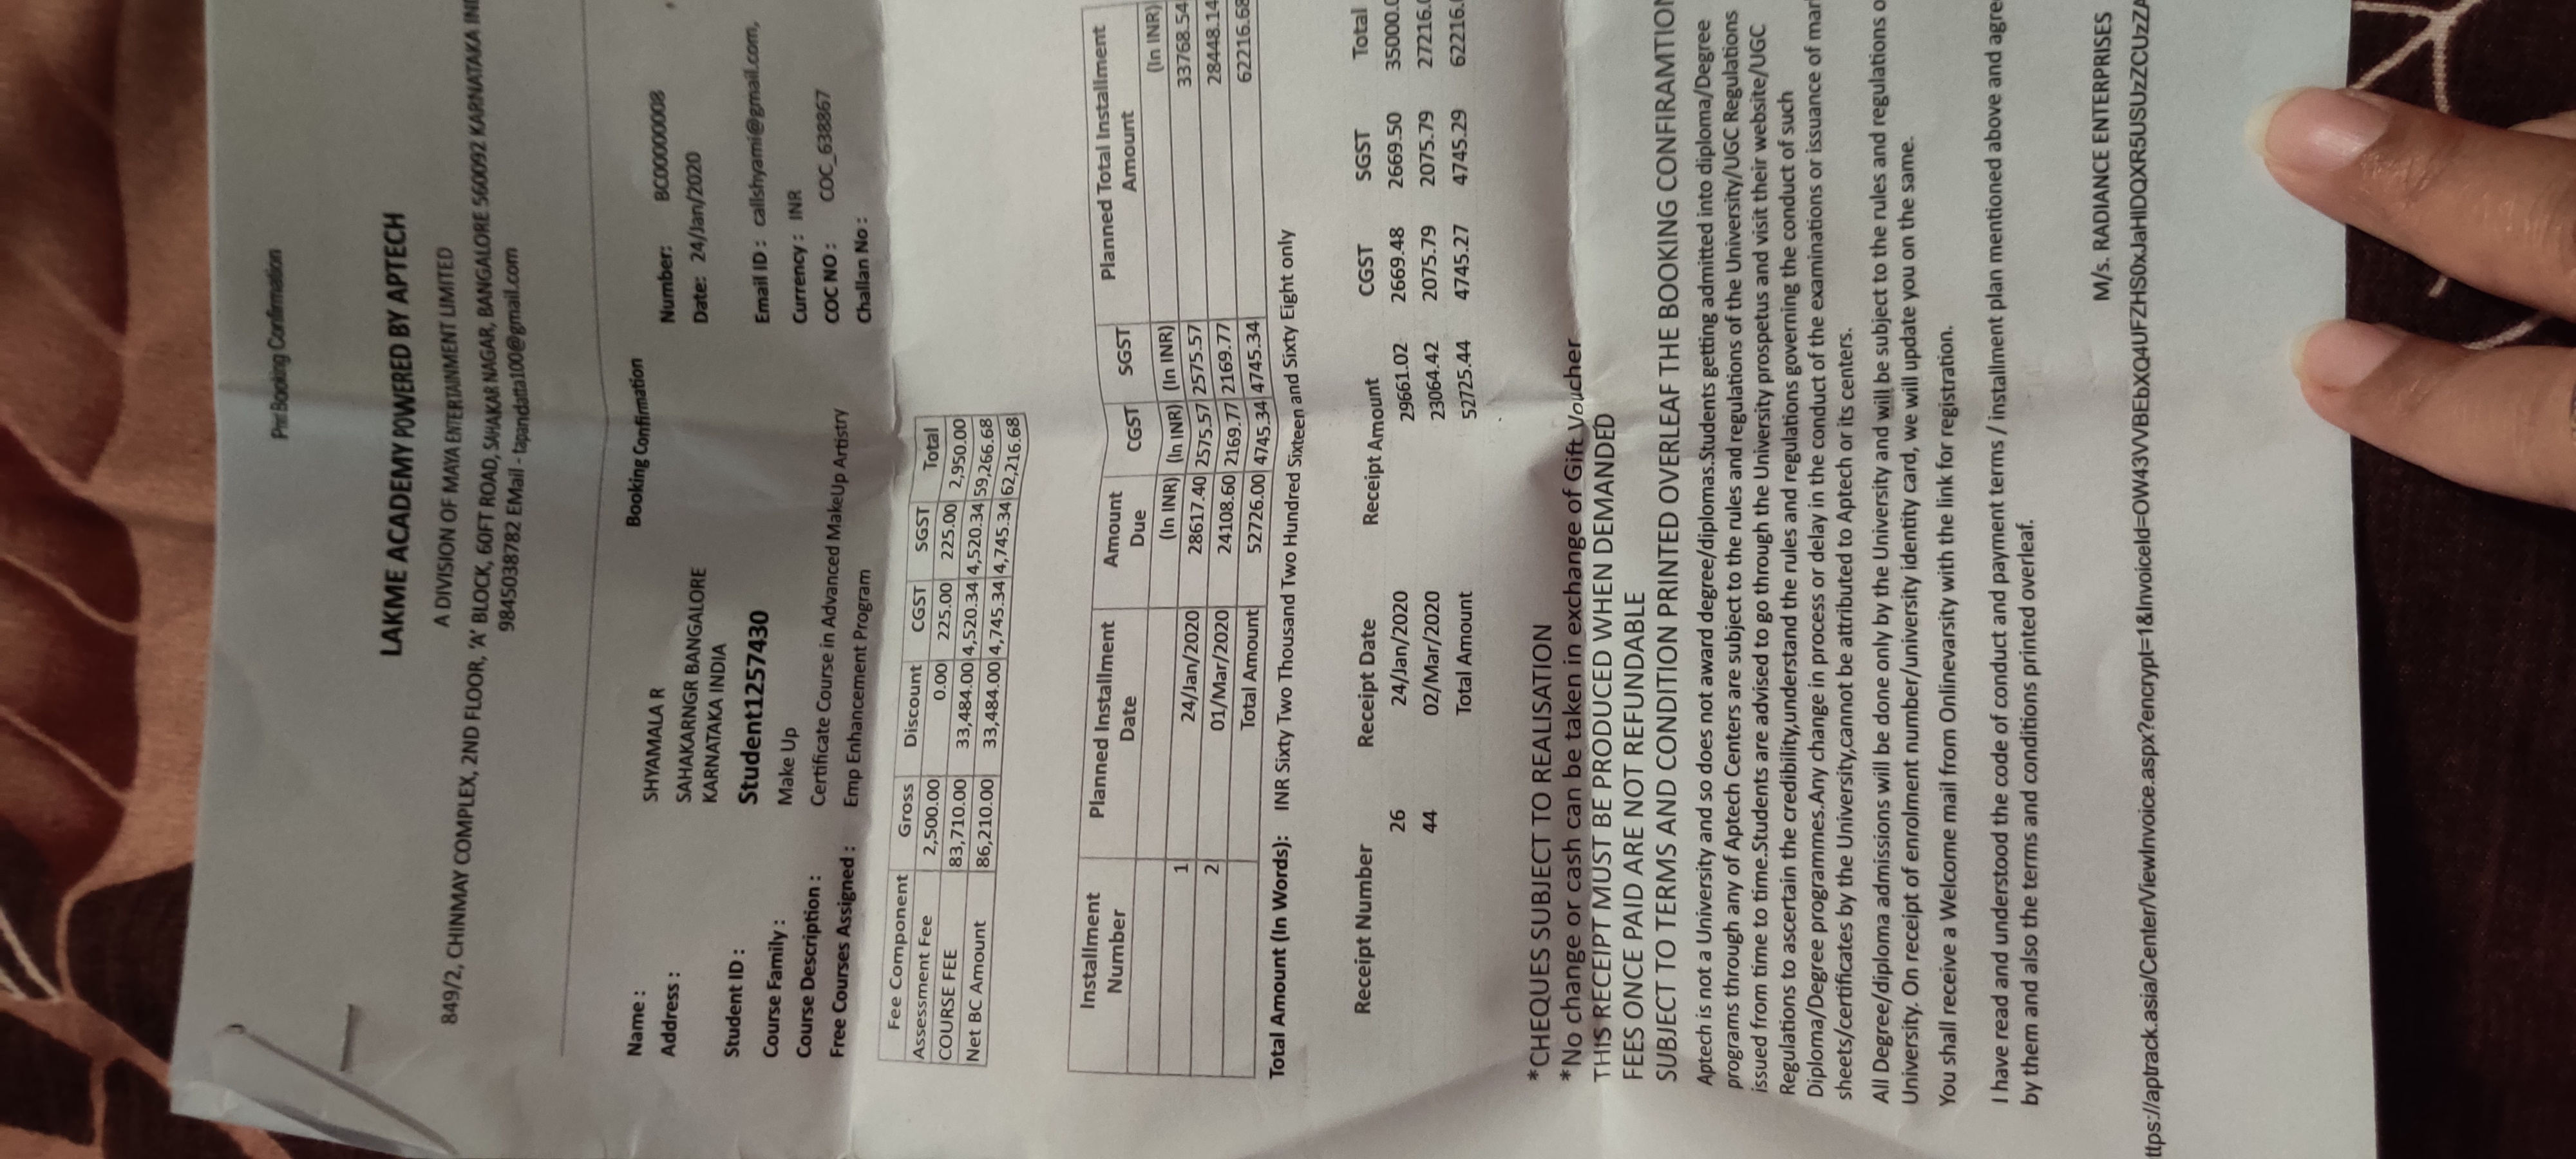 Print Booking Confirmation
LAKME ACADEMY POWERED BY APTECH
A DIVISION OF MAYA ENTERTAINMENT LIMITED
849/2, CHINMAY COMPLEX, 2ND FLOOR, 'A' BLOCK, 60FT ROAD, SAHAKAR NAGAR, BANGALORE 560092 KARNATAKA
9845038782 EMail - tapandatta100@gmail.com
Booking Confirmation
Name : SHYAMALA R
Number: BC00000008
Address : SAHAKARNGR BANGALORE
KARNATAKA INDIA
Date: 24/Jan/2020
Student ID : Student1257430
Email ID : callshyami@gmail.com,
Course Family : Make Up
Currency : INR
Course Description : Certificate Course in Advanced MakeUp Artistry
COC NO : COC_638867
Free Courses Assigned : Emp Enhancement Program
Challan No :
Fee Component Gross Discount CGST SGST Total
Assessment Fee 2,500.00 0.00 225.00 225.00 2,950.00
COURSE FEE 83,710.00 33,484.00 4,520.34 4,520.34 59,266.68
Net BC Amount 86,210.00 33,484.00 4,745.34 4,745.34 62,216.68
Installment Number Planned Installment Date Amount Due CGST SGST Planned Total Installment Amount
(In INR) (In INR) (In INR) (In INR)
1 24/Jan/2020 28617.40 2575.57 2575.57 33768.54
2 01/Mar/2020 24108.60 2169.77 2169.77 28448.14
Total Amount 52726.00 4745.34 4745.34 62216.68
Total Amount (In Words): INR Sixty Two Thousand Two Hundred Sixteen and Sixty Eight only
Receipt Number Receipt Date Receipt Amount CGST SGST Total
26 24/Jan/2020 29661.02 2669.48 2669.50 35000.0
44 02/Mar/2020 23064.42 2075.79 2075.79 27216.
Total Amount 52725.44 4745.27 4745.29 62216.
*CHEQUES SUBJECT TO REALISATION
*No change or cash can be taken in exchange of Gift Voucher
THIS RECEIPT MUST BE PRODUCED WHEN DEMANDED
FEES ONCE PAID ARE NOT REFUNDABLE
SUBJECT TO TERMS AND CONDITION PRINTED OVERLEAF THE BOOKING CONFIRAMTION
Aptech is not a University and so does not award degree/diplomas.Students getting admitted into diploma/Degree
programs through any of Aptech Centers are subject to the rules and regulations of the University/UGC Regulations
issued from time to time.Students are advised to go through the University prospetus and visit their website/UGC
Regulations to ascertain the credibility,understand the rules and regulations governing the conduct of such
Diploma/Degree programmes.Any change in process or delay in the conduct of the examinations or issuance of mar
sheets/certificates by the University,cannot be attributed to Aptech or its centers.
All Degree/diploma admissions will be done only by the University and will be subject to the rules and regulations o
University. On receipt of enrolment number/university identity card, we will update you on the same.
You shall receive a Welcome mail from Onlinevarsity with the link for registration.
I have read and understood the code of conduct and payment terms / installment plan mentioned above and agre
by them and also the terms and conditions printed overleaf.
M/s. RADIANCE ENTERPRISES
ttps://aptrack.asia/Center/ViewInvoice.aspx?encrypt=1&InvoiceId=OW43VVBEbXQ4UFZHS0xJaHlDQXR5USUzZCUzZA